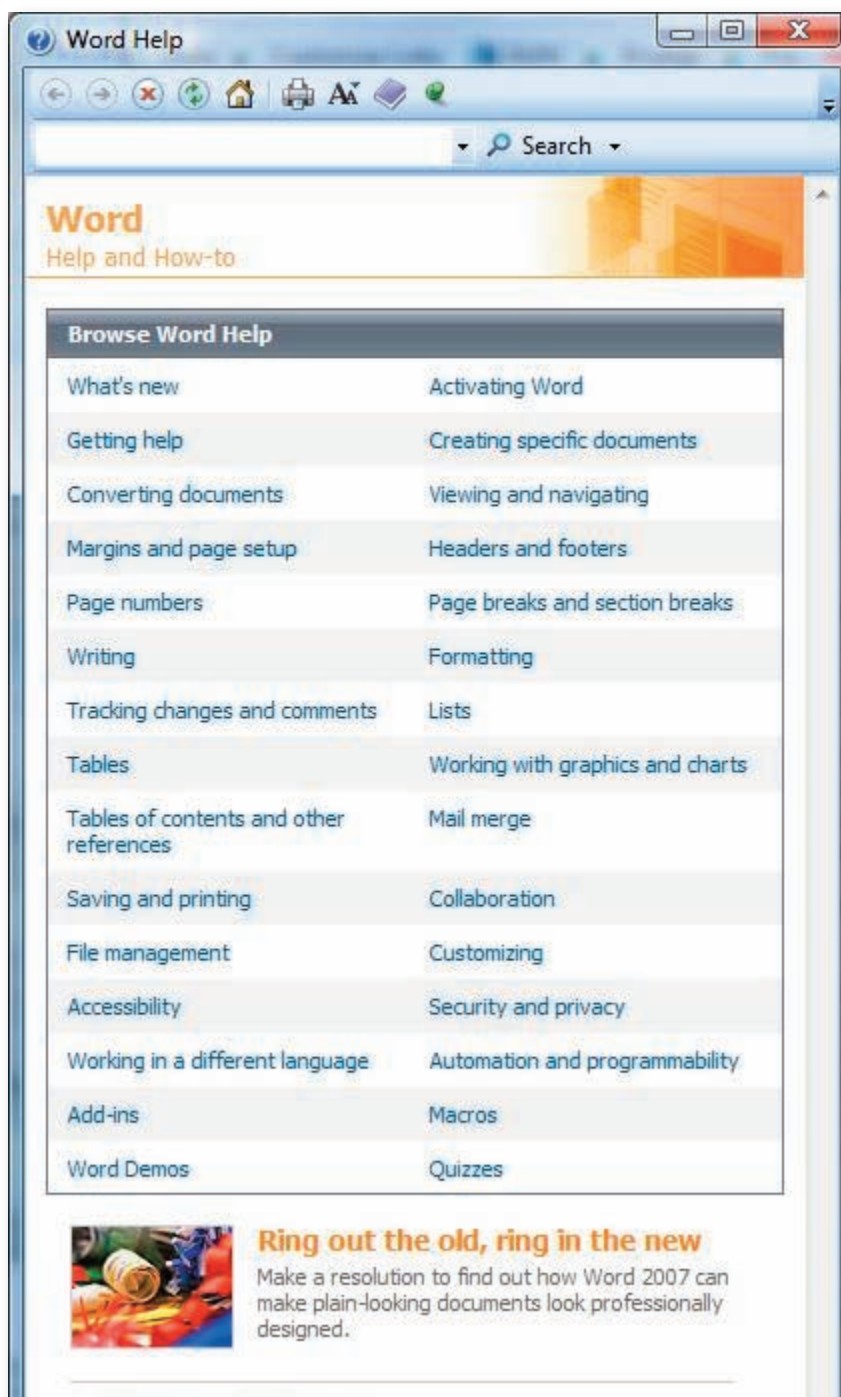 Word Help
Search
Word
Help and How-to
Browse Word Help
What's new Activating Word
Getting help Creating specific documents
Converting documents Viewing and navigating
Margins and page setup Headers and footers
Page numbers Page breaks and section breaks
Writing Formatting
Tracking changes and comments Lists
Tables Working with graphics and charts
Tables of contents and other Mail merge
references
Saving and printing Collaboration
File management Customizing
Accessibility Security and privacy
Working in a different language Automation and programmability
Add-ins Macros
Word Demos Quizzes
Ring out the old, ring in the new
Make a resolution to find out how Word 2007 can
make plain-looking documents look professionally
designed.